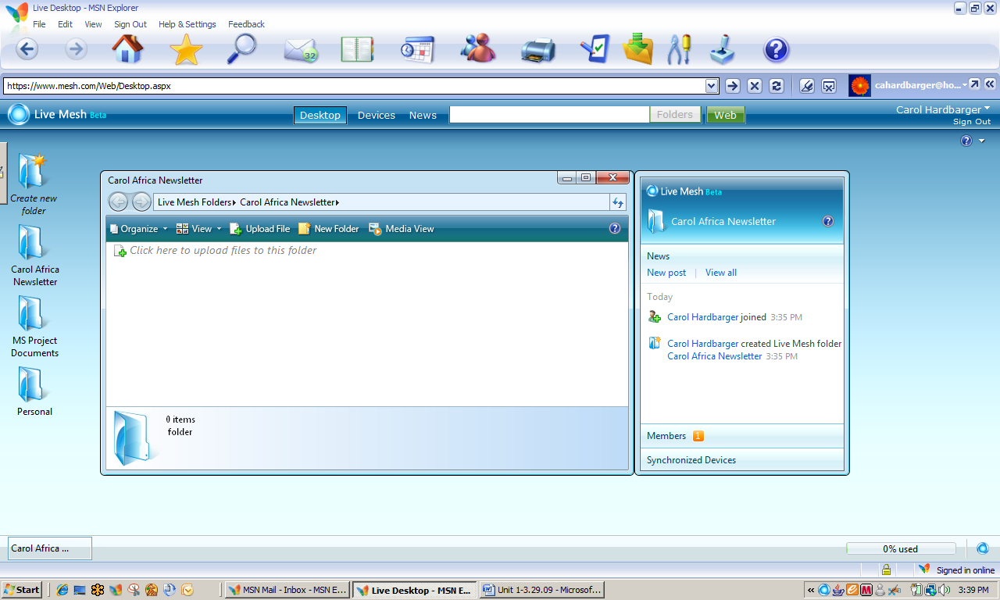 Live Desktop - MSN Explorer
File Edit View Sign Out Help & Settings Feedback
32
https://www.mesh.com/Web/Desktop.aspx
cahardbarger@ho...
Live Mesh Beta
Desktop Devices News Folders Web
Carol Hardbarger
Sign Out
Create new
folder
Carol Africa
Newsletter
MS Project
Documents
Personal
Carol Africa Newsletter
Live Mesh Folders Carol Africa Newsletter
Organize View Upload File New Folder Media View
Click here to upload files to this folder
0 items
folder
Live Mesh Beta
Carol Africa Newsletter
News
New post | View all
Today
Carol Hardbarger joined 3:35 PM
Carol Hardbarger created Live Mesh folder
Carol Africa Newsletter 3:35 PM
Members 1
Synchronized Devices
Carol Africa ...
0% used
Signed in online
Start
MSN Mail - Inbox - MSN E...
Live Desktop - MSN E...
Unit 1-3.29.09 - Microsof...
3:39 PM